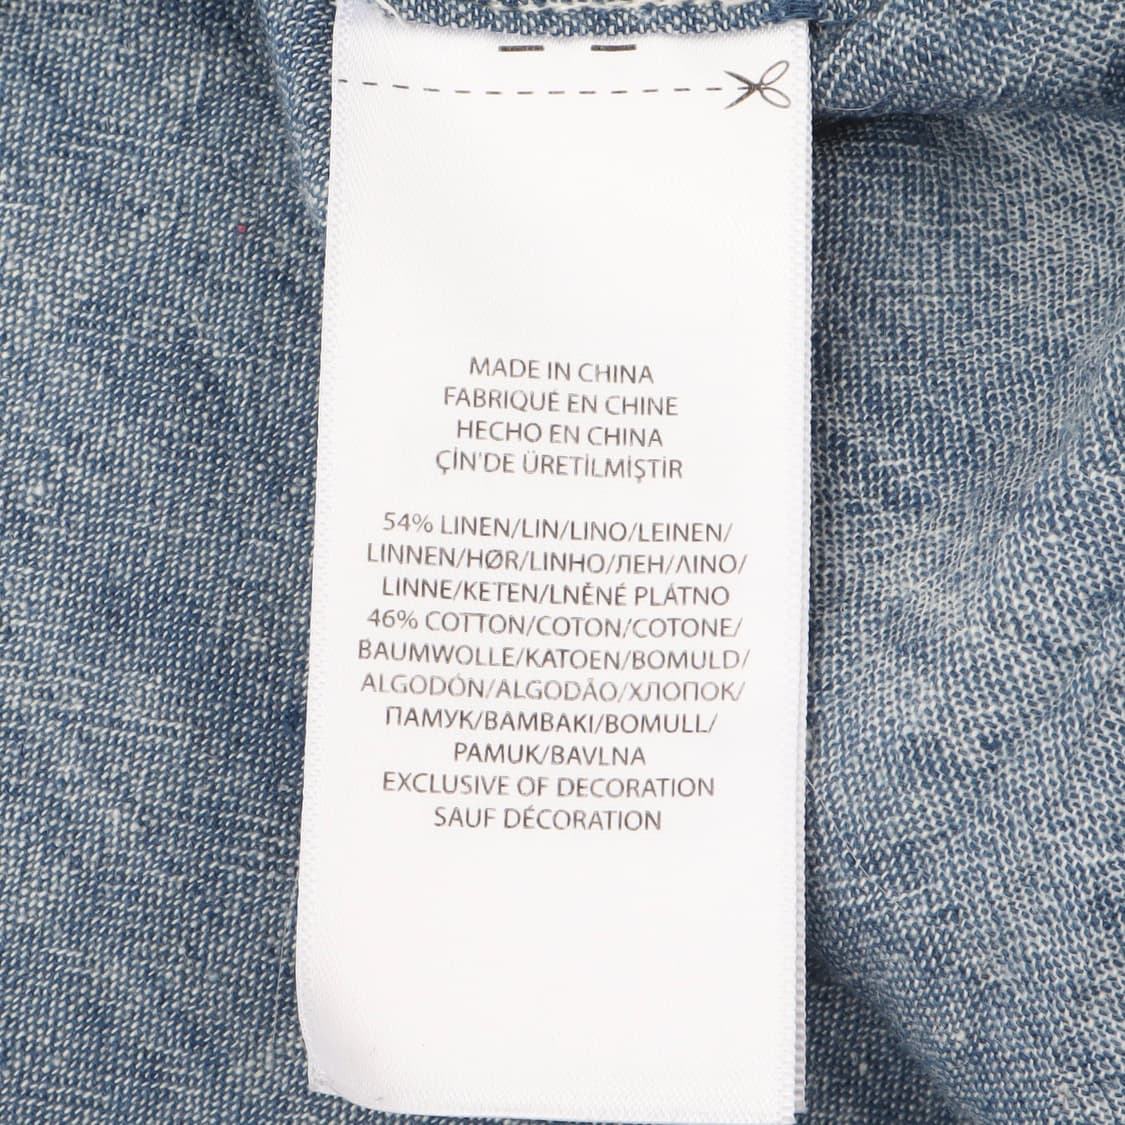 MADE IN CHINA
FABRIQUÉ EN CHINE
HECHO EN CHINA
ÇİN'DE ÜRETİLMİŞTİR
54% LINEN/LIN/LINO/LEINEN/
LINNEN/HØR/LINHO/ЛЕН/ΛΙΝΟ/
LINNE/KETEN/LNĚNÉ PLÁTNO
46% COTTON/COTON/COTONE/
BAUMWOLLE/KATOEN/BOMULD/
ALGODÓN/ALGODÃO/ХЛОПОК/
ПАМУК/ΒΑΜΒΑΚΙ/BOMULL/
PAMUK/BAVLNA
EXCLUSIVE OF DECORATION
SAUF DÉCORATION